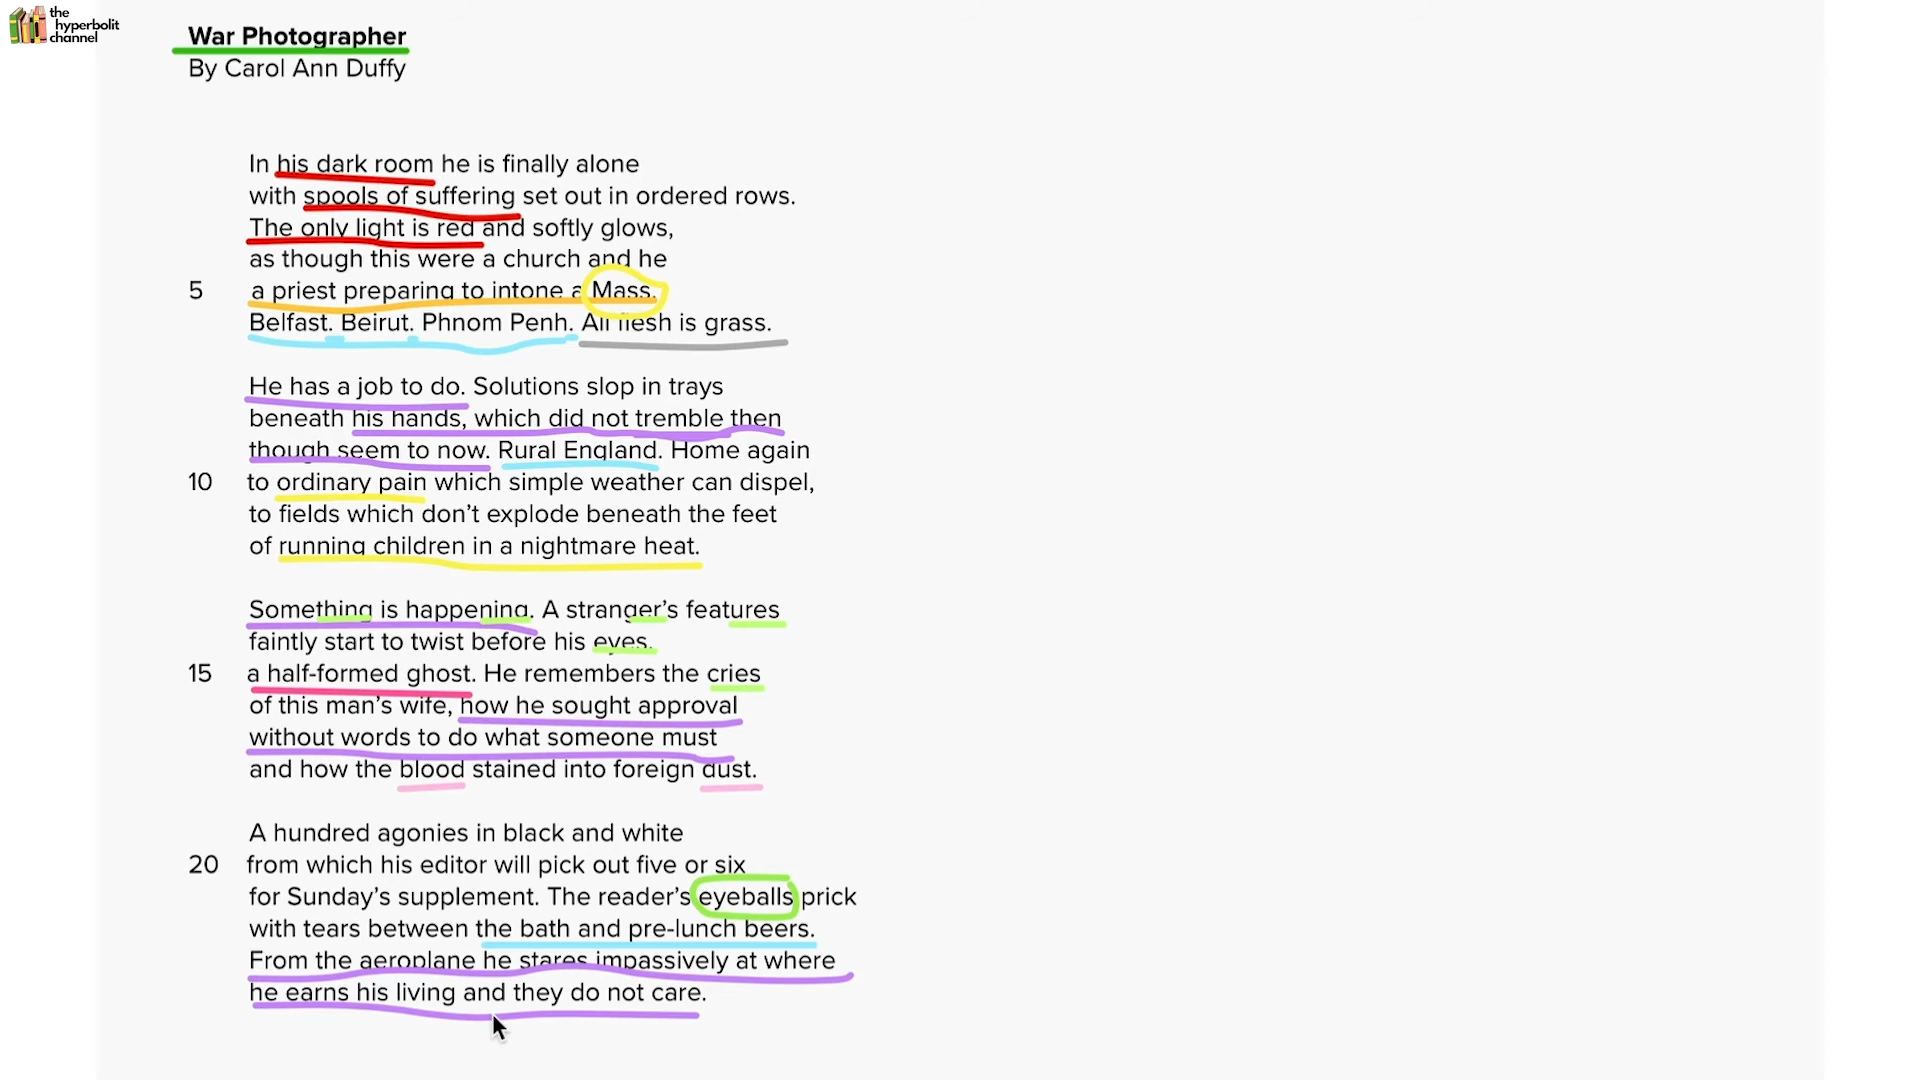 the
hyperbolit
channel
War Photographer
By Carol Ann Duffy
In his dark room he is finally alone
with spools of suffering set out in ordered rows.
The only light is red and softly glows,
as though this were a church and he
5 a priest preparing to intone a Mass.
Belfast. Beirut. Phnom Penh. All flesh is grass.
He has a job to do. Solutions slop in trays
beneath his hands, which did not tremble then
though seem to now. Rural England. Home again
10 to ordinary pain which simple weather can dispel,
to fields which don’t explode beneath the feet
of running children in a nightmare heat.
Something is happening. A stranger’s features
faintly start to twist before his eyes.
15 a half-formed ghost. He remembers the cries
of this man’s wife, how he sought approval
without words to do what someone must
and how the blood stained into foreign dust.
A hundred agonies in black and white
20 from which his editor will pick out five or six
for Sunday’s supplement. The reader’s eyeballs prick
with tears between the bath and pre-lunch beers.
From the aeroplane he stares impassively at where
he earns his living and they do not care.